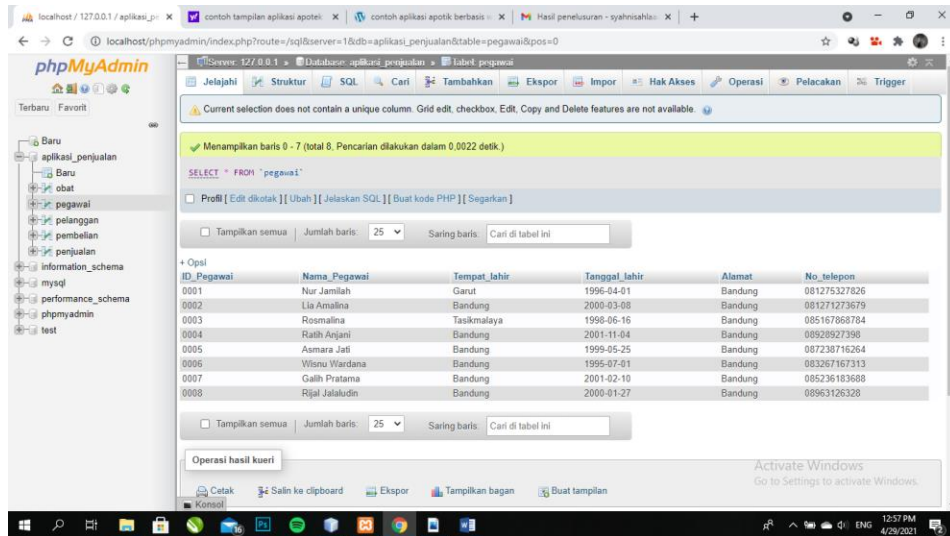 localhost / 127.0.0.1 / aplikasi_pe
contoh tampilan aplikasi apotek
contoh aplikasi apotik berbasis
Hasil penelusuran - syahnisahlaa
localhost/phpmyadmin/index.php?route=/sql&server=1&db=aplikasi_penjualan&table=pegawai&pos=0
phpMyAdmin
Terbaru Favorit
Baru
aplikasi_penjualan
Baru
obat
pegawai
pelanggan
pembelian
penjualan
information_schema
mysql
performance_schema
phpmyadmin
test
Server: 127.0.0.1 » Database: aplikasi_penjualan » Tabel: pegawai
Jelajahi Struktur SQL Cari Tambahkan Ekspor Impor Hak Akses Operasi Pelacakan Trigger
Current selection does not contain a unique column. Grid edit, checkbox, Edit, Copy and Delete features are not available.
Menampilkan baris 0 - 7 (total 8, Pencarian dilakukan dalam 0,0022 detik.)
SELECT * FROM `pegawai`
Profil [ Edit dikotak ] [ Ubah ] [ Jelaskan SQL ] [ Buat kode PHP ] [ Segarkan ]
Tampilkan semua | Jumlah baris: 25 Saring baris: Cari di tabel ini
+ Opsi
ID_Pegawai Nama_Pegawai Tempat_lahir Tanggal_lahir Alamat No_telepon
0001 Nur Jamilah Garut 1996-04-01 Bandung 081275327826
0002 Lia Amalina Bandung 2000-03-08 Bandung 081271273679
0003 Rosmalina Tasikmalaya 1998-06-16 Bandung 085167868784
0004 Ratih Anjani Bandung 2001-11-04 Bandung 08928927398
0005 Asmara Jati Bandung 1999-05-25 Bandung 087238716264
0006 Wisnu Wardana Bandung 1995-07-01 Bandung 083267167313
0007 Galih Pratama Bandung 2001-02-10 Bandung 085236183688
0008 Rijal Jalaludin Bandung 2000-01-27 Bandung 08963126328
Tampilkan semua | Jumlah baris: 25 Saring baris: Cari di tabel ini
Operasi hasil kueri
Cetak Salin ke clipboard Ekspor Tampilkan bagan Buat tampilan
Konsol
Activate Windows
Go to Settings to activate Windows.
16
Ps
ENG
12:57 PM
4/29/2021
2